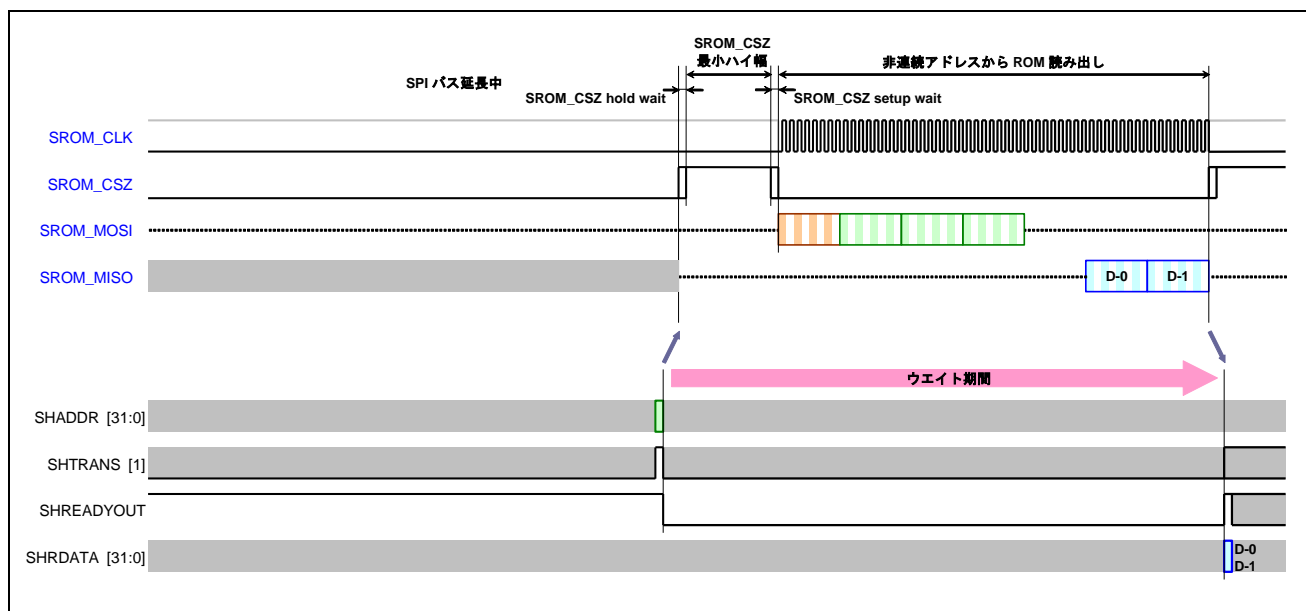 SROM_CSZ
最小ハイ幅
非連続アドレスから ROM 読み出し
SPI バス延長中
SROM_CSZ hold wait
SROM_CSZ setup wait
SROM_CLK
SROM_CSZ
SROM_MOSI
SROM_MISO
D-0
D-1
ウエイト期間
SHADDR [31:0]
SHTRANS [1]
SHREADYOUT
SHRDATA [31:0]
D-0
D-1